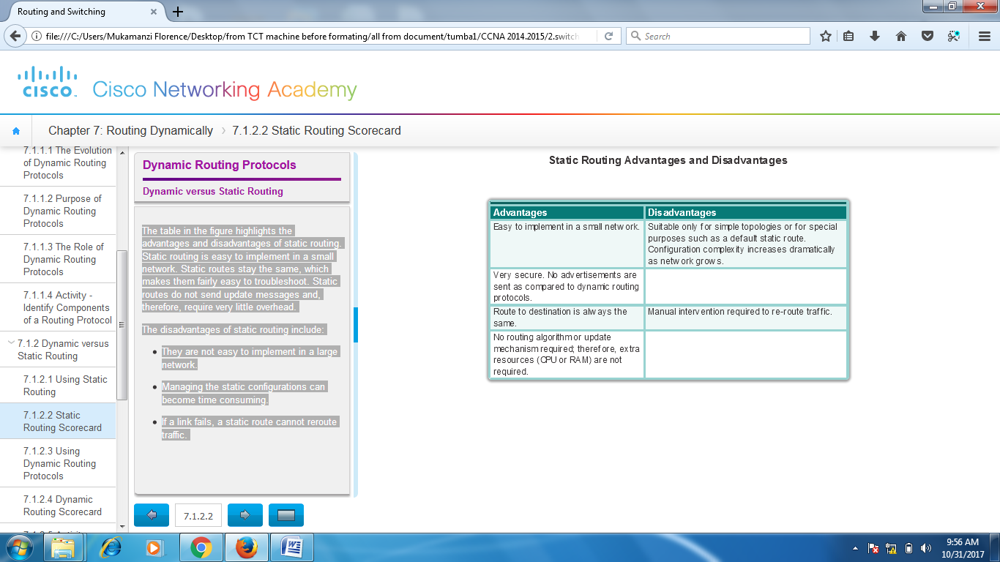 Routing and Switching
file:///C:/Users/Mukamanzi Florence/Desktop/from TCT machine before formating/all from document/tumba1/CCNA 2014.2015/2.switch
Search
CISCO
Cisco Networking Academy
Chapter 7: Routing Dynamically
7.1.2.2 Static Routing Scorecard
7.1.1.1 The Evolution
of Dynamic Routing
Protocols
7.1.1.2 Purpose of
Dynamic Routing
Protocols
7.1.1.3 The Role of
Dynamic Routing
Protocols
7.1.1.4 Activity -
Identify Components
of a Routing Protocol
7.1.2 Dynamic versus
Static Routing
7.1.2.1 Using Static
Routing
7.1.2.2 Static
Routing Scorecard
7.1.2.3 Using
Dynamic Routing
Protocols
7.1.2.4 Dynamic
Routing Scorecard
Dynamic Routing Protocols
Dynamic versus Static Routing
The table in the figure highlights the
advantages and disadvantages of static routing.
Static routing is easy to implement in a small
network. Static routes stay the same, which
makes them fairly easy to troubleshoot. Static
routes do not send update messages and,
therefore, require very little overhead.
The disadvantages of static routing include:
• They are not easy to implement in a large
network.
• Managing the static configurations can
become time consuming.
• If a link fails, a static route cannot reroute
traffic.
7.1.2.2
Static Routing Advantages and Disadvantages
Advantages
Disadvantages
Easy to implement in a small network.
Suitable only for simple topologies or for special
purposes such as a default static route.
Configuration complexity increases dramatically
as network grows.
Very secure. No advertisements are
sent as compared to dynamic routing
protocols.
Route to destination is always the
same.
Manual intervention required to re-route traffic.
No routing algorithm or update
mechanism required; therefore, extra
resources (CPU or RAM) are not
required.
9:56 AM
10/31/2017